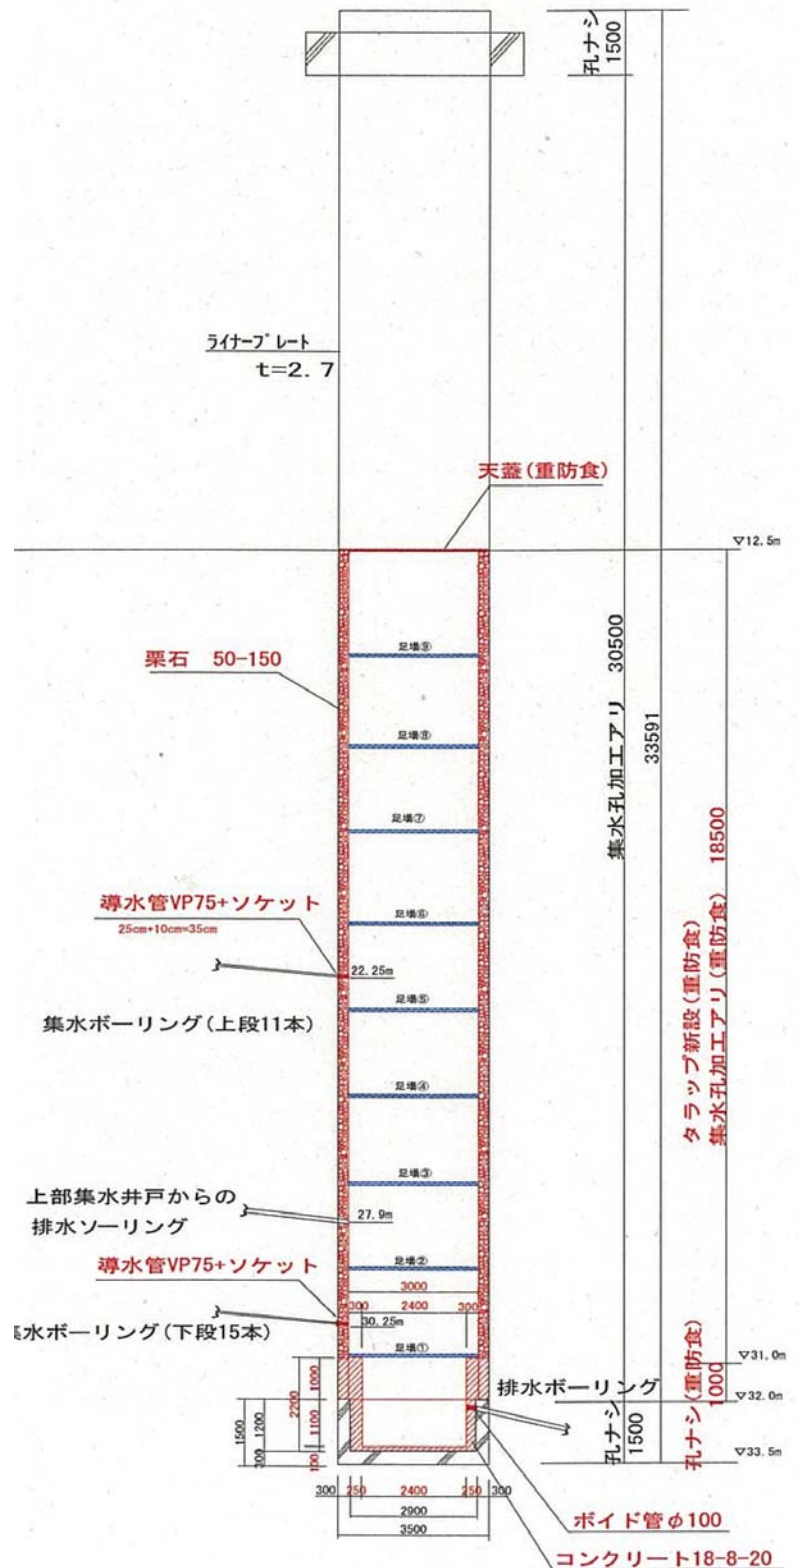 孔ナシ
1500
ライナープレート
t=2.7
天蓋(重防食)
▽12.5m
足場⑨
栗石 50-150
集水孔加工アリ 30500
33591
足場⑧
足場⑦
タラップ新設(重防食)
集水孔加工アリ(重防食) 18500
導水管VP75+ソケット
25cm+10cm=35cm
足場⑥
22.25m
足場⑤
集水ボーリング(上段11本)
足場④
足場③
上部集水井戸からの
排水ソーリング
27.9m
足場②
導水管VP75+ソケット
3000
300 2400 300
30.25m
集水ボーリング(下段15本)
足場①
▽31.0m
孔ナシ(重防食)
1000
排水ボーリング
▽32.0m
孔ナシ
1500
▽33.5m
2200
1000
1100
100
1500
1200
300
300 250 2400 250 300
2900
3500
ボイド管φ100
コンクリート18-8-20